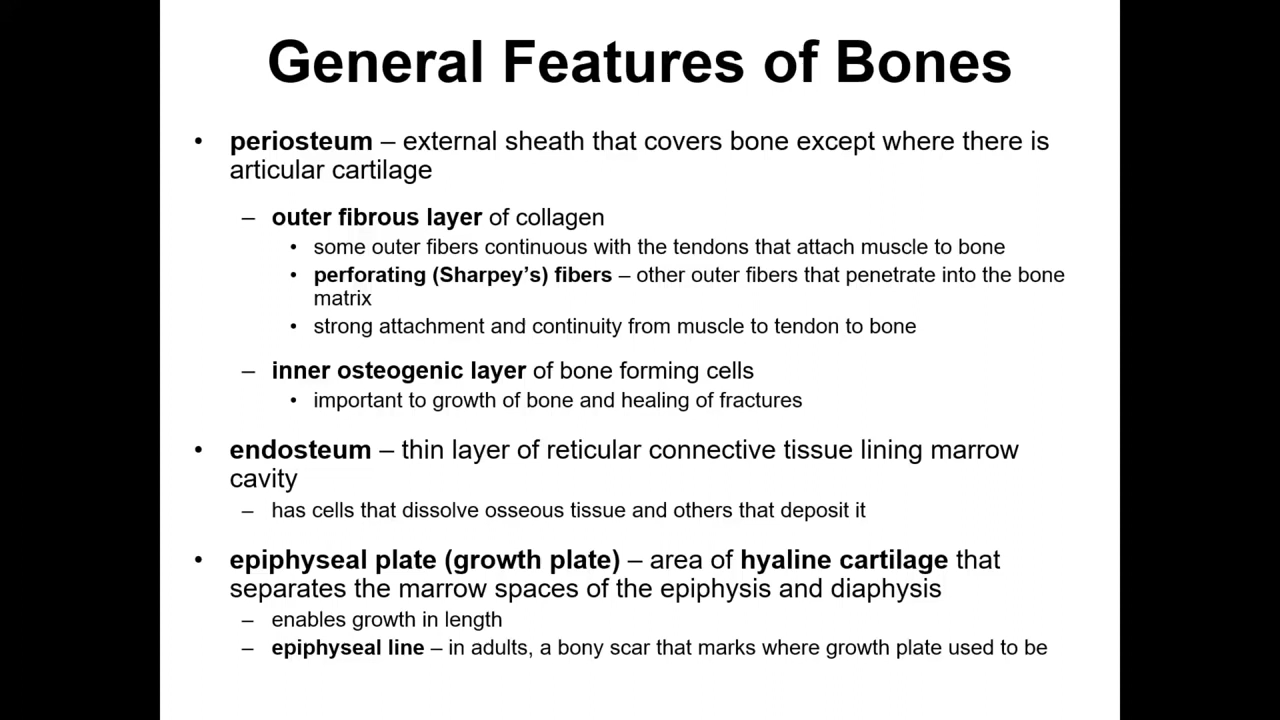 General Features of Bones
• periosteum – external sheath that covers bone except where there is
articular cartilage
– outer fibrous layer of collagen
• some outer fibers continuous with the tendons that attach muscle to bone
• perforating (Sharpey’s) fibers – other outer fibers that penetrate into the bone
matrix
• strong attachment and continuity from muscle to tendon to bone
– inner osteogenic layer of bone forming cells
• important to growth of bone and healing of fractures
• endosteum – thin layer of reticular connective tissue lining marrow
cavity
– has cells that dissolve osseous tissue and others that deposit it
• epiphyseal plate (growth plate) – area of hyaline cartilage that
separates the marrow spaces of the epiphysis and diaphysis
– enables growth in length
– epiphyseal line – in adults, a bony scar that marks where growth plate used to be